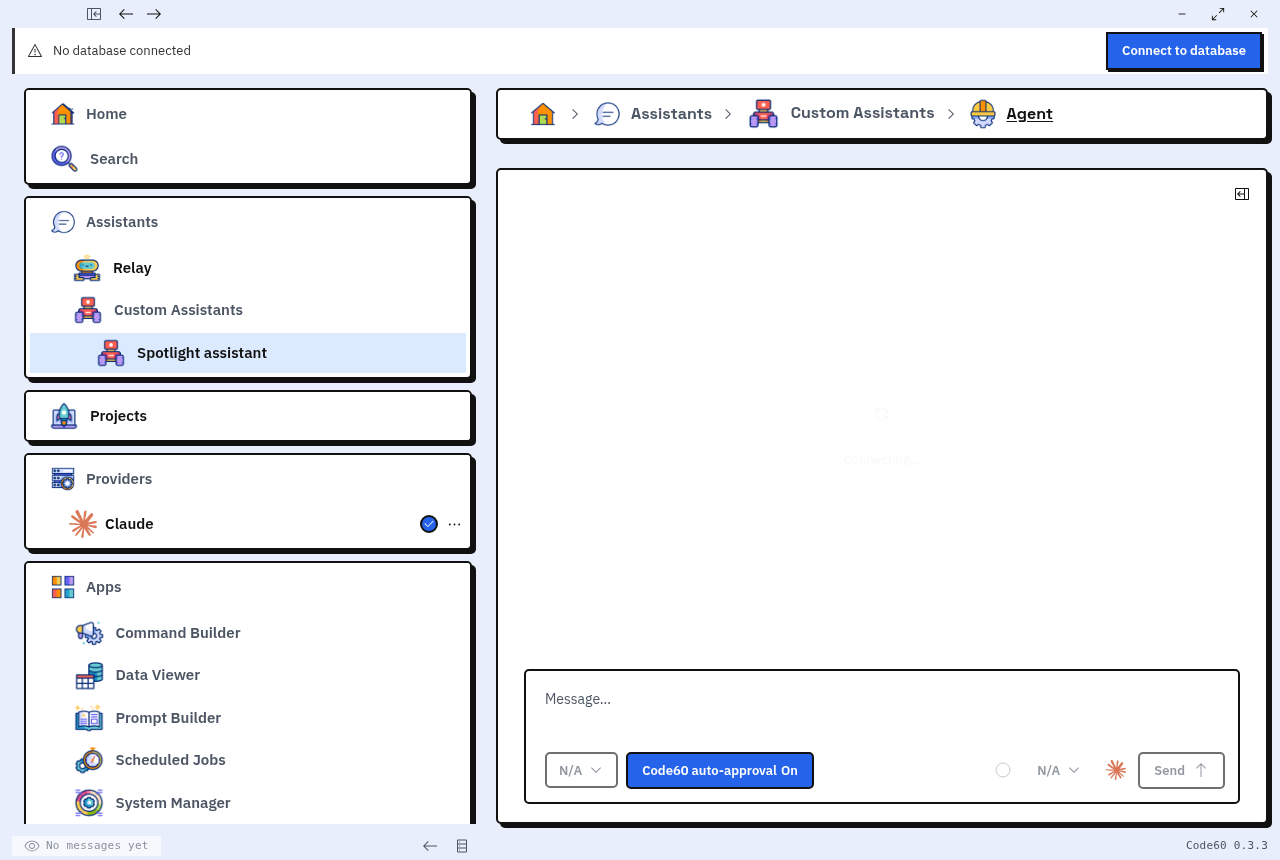 No database connected
Connect to database
Home
Search
Assistants
Relay
Custom Assistants
Spotlight assistant
Projects
Providers
Claude
Apps
Command Builder
Data Viewer
Prompt Builder
Scheduled Jobs
System Manager
Assistants
Custom Assistants
Agent
Connecting...
Message...
N/A
Code60 auto-approval On
N/A
Send
No messages yet
Code60 0.3.3